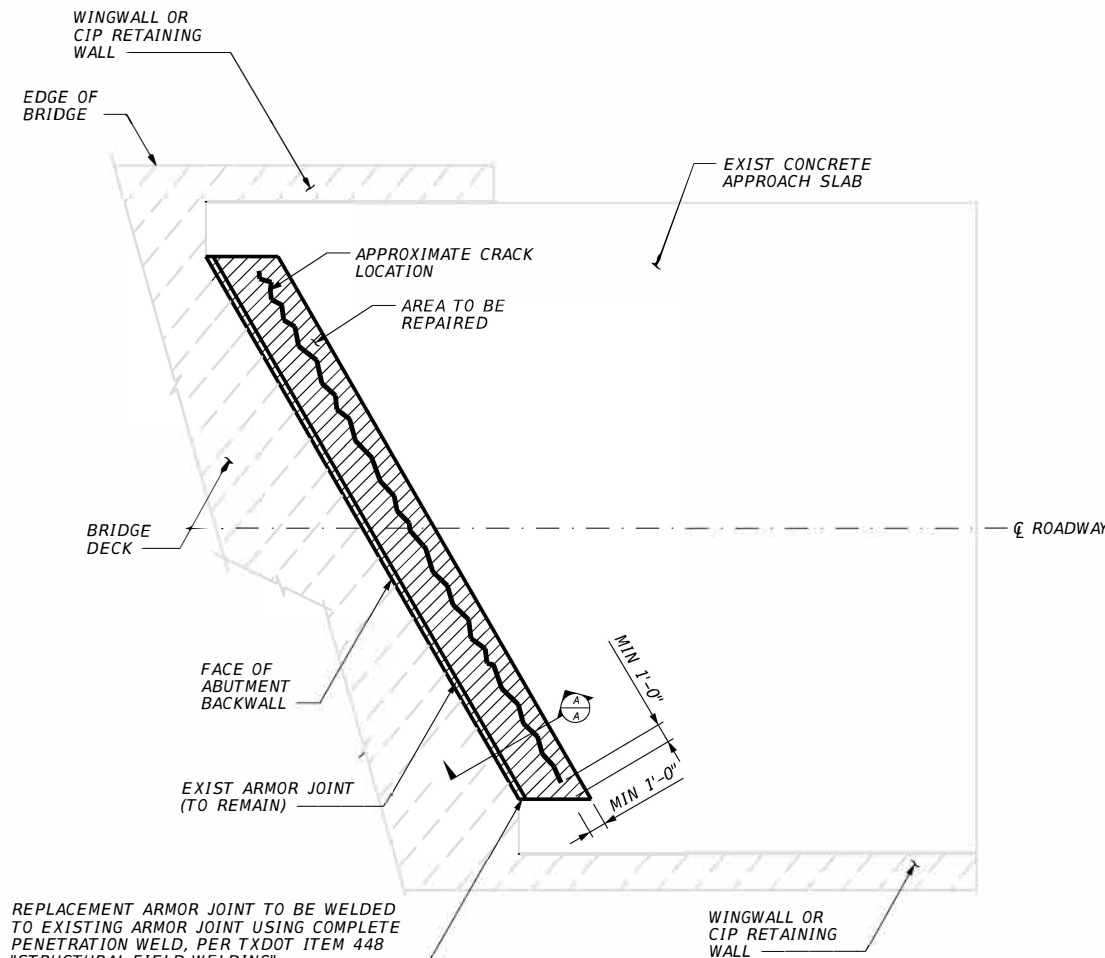 WINGWALL OR
CIP RETAINING
WALL
EDGE OF
BRIDGE
EXIST CONCRETE
APPROACH SLAB
APPROXIMATE CRACK
LOCATION
AREA TO BE
REPAIRED
BRIDGE
DECK
℄ ROADWAY
FACE OF
ABUTMENT
BACKWALL
MIN 1'-0"
A
A
MIN 1'-0"
EXIST ARMOR JOINT
(TO REMAIN)
REPLACEMENT ARMOR JOINT TO BE WELDED
TO EXISTING ARMOR JOINT USING COMPLETE
PENETRATION WELD, PER TXDOT ITEM 448
"STRUCTURAL FIELD WELDING"
WINGWALL OR
CIP RETAINING
WALL